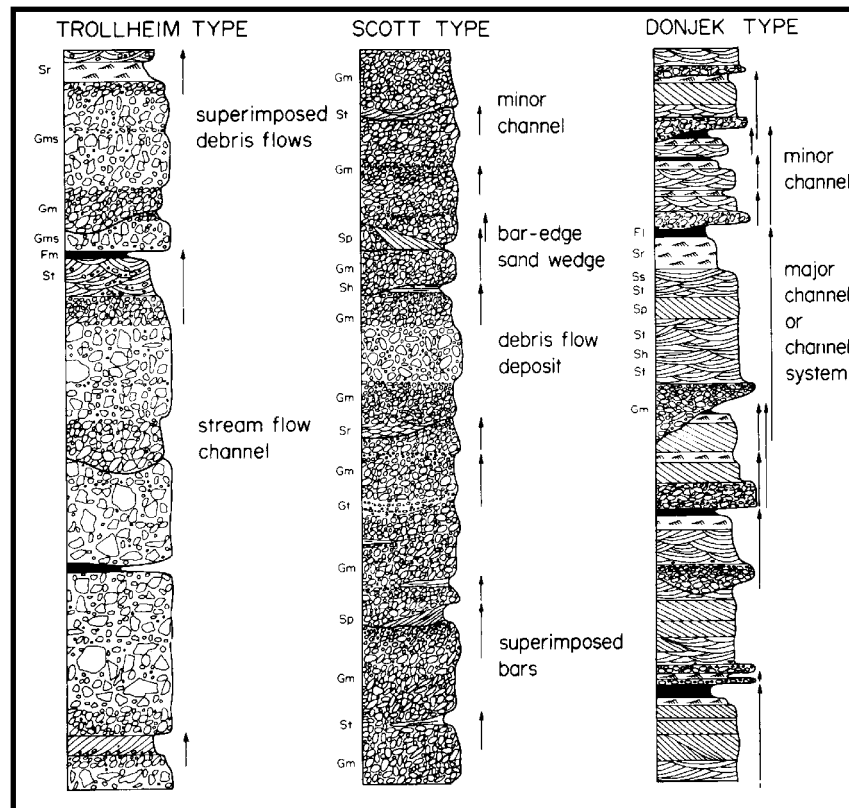 TROLLHEIM TYPE
Sr
superimposed
debris flows
Gms
Gm
Gms
Fm
St
stream flow
channel
SCOTT TYPE
Gm
St
minor
channel
Gm
Sp
bar-edge
sand wedge
Gm
Sh
Gm
debris flow
deposit
Gm
Sr
Gm
Gt
Gm
Sp
superimposed
bars
Gm
St
Gm
DONJEK TYPE
minor
channel
Fl
Sr
Ss
St
Sp
St
Sh
St
Gm
major
channel
or
channel
system